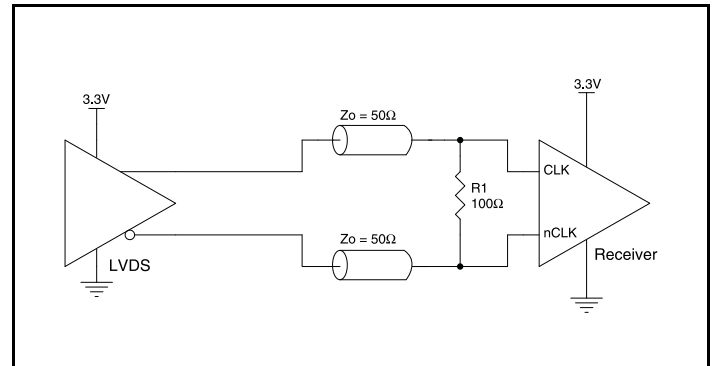 3.3V
3.3V
Zo = 50Ω
CLK
R1
100Ω
nCLK
Zo = 50Ω
Receiver
LVDS